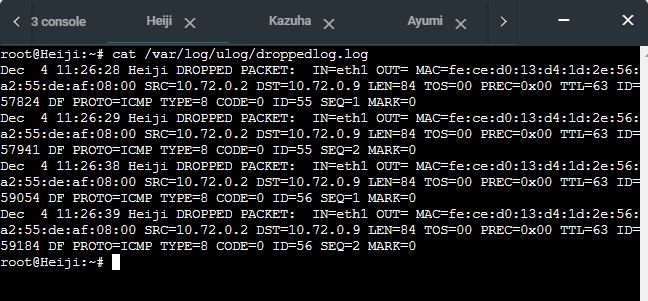 3 console
Heiji
Kazuha
Ayumi
root@Heiji:~# cat /var/log/ulog/droppedlog.log
Dec  4 11:26:28 Heiji DROPPED PACKET:  IN=eth1 OUT= MAC=fe:ce:d0:13:d4:1d:2e:56:
a2:55:de:af:08:00 SRC=10.72.0.2 DST=10.72.0.9 LEN=84 TOS=00 PREC=0x00 TTL=63 ID=
57824 DF PROTO=ICMP TYPE=8 CODE=0 ID=55 SEQ=1 MARK=0
Dec  4 11:26:29 Heiji DROPPED PACKET:  IN=eth1 OUT= MAC=fe:ce:d0:13:d4:1d:2e:56:
a2:55:de:af:08:00 SRC=10.72.0.2 DST=10.72.0.9 LEN=84 TOS=00 PREC=0x00 TTL=63 ID=
57941 DF PROTO=ICMP TYPE=8 CODE=0 ID=55 SEQ=2 MARK=0
Dec  4 11:26:38 Heiji DROPPED PACKET:  IN=eth1 OUT= MAC=fe:ce:d0:13:d4:1d:2e:56:
a2:55:de:af:08:00 SRC=10.72.0.2 DST=10.72.0.9 LEN=84 TOS=00 PREC=0x00 TTL=63 ID=
59054 DF PROTO=ICMP TYPE=8 CODE=0 ID=56 SEQ=1 MARK=0
Dec  4 11:26:39 Heiji DROPPED PACKET:  IN=eth1 OUT= MAC=fe:ce:d0:13:d4:1d:2e:56:
a2:55:de:af:08:00 SRC=10.72.0.2 DST=10.72.0.9 LEN=84 TOS=00 PREC=0x00 TTL=63 ID=
59184 DF PROTO=ICMP TYPE=8 CODE=0 ID=56 SEQ=2 MARK=0
root@Heiji:~#